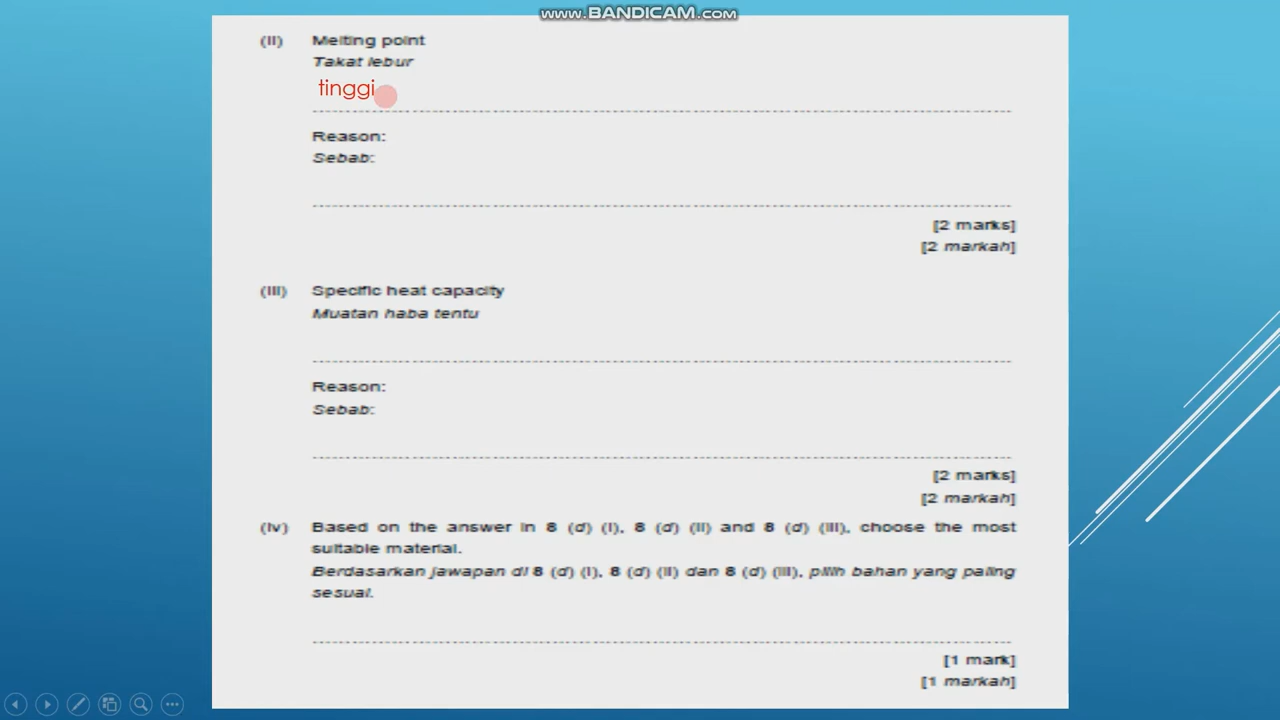 www.BANDICAM.com
(ii) Melting point
Takat lebur
tinggi
Reason:
Sebab:
[2 marks]
[2 markah]
(iii) Specific heat capacity
Muatan haba tentu
Reason:
Sebab:
[2 marks]
[2 markah]
(iv) Based on the answer in 8 (d) (i), 8 (d) (ii) and 8 (d) (iii), choose the most
suitable material.
Berdasarkan jawapan di 8 (d) (i), 8 (d) (ii) dan 8 (d) (iii), pilih bahan yang paling
sesuai.
[1 mark]
[1 markah]